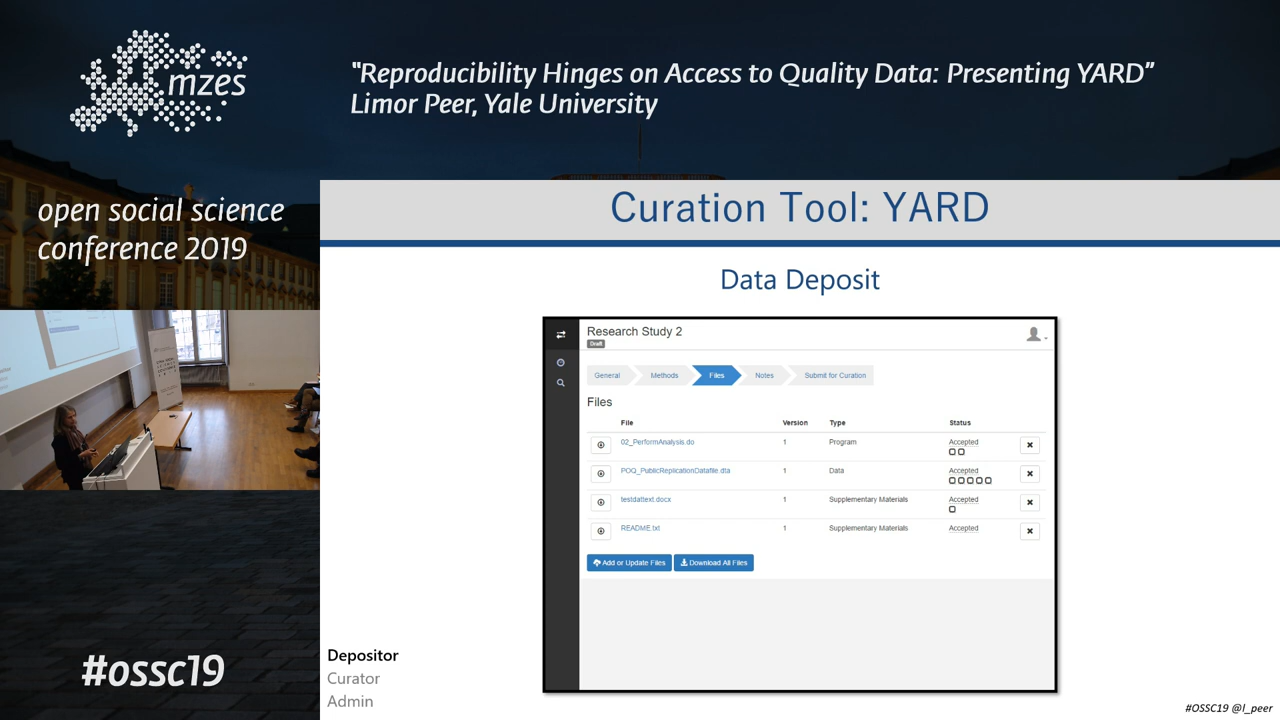 mzes
"Reproducibility Hinges on Access to Quality Data: Presenting YARD"
Limor Peer, Yale University
open social science
conference 2019
#ossc19
Curation Tool: YARD
Data Deposit
Research Study 2
Draft
General Methods Files Notes Submit for Curation
Files
File Version Type Status
02_PerformAnalysis.do 1 Program Accepted
POQ_PublicReplicationDatafile.dta 1 Data Accepted
testdattext.docx 1 Supplementary Materials Accepted
README.txt 1 Supplementary Materials Accepted
Add or Update Files Download All Files
Depositor
Curator
Admin
#OSSC19 @l_peer